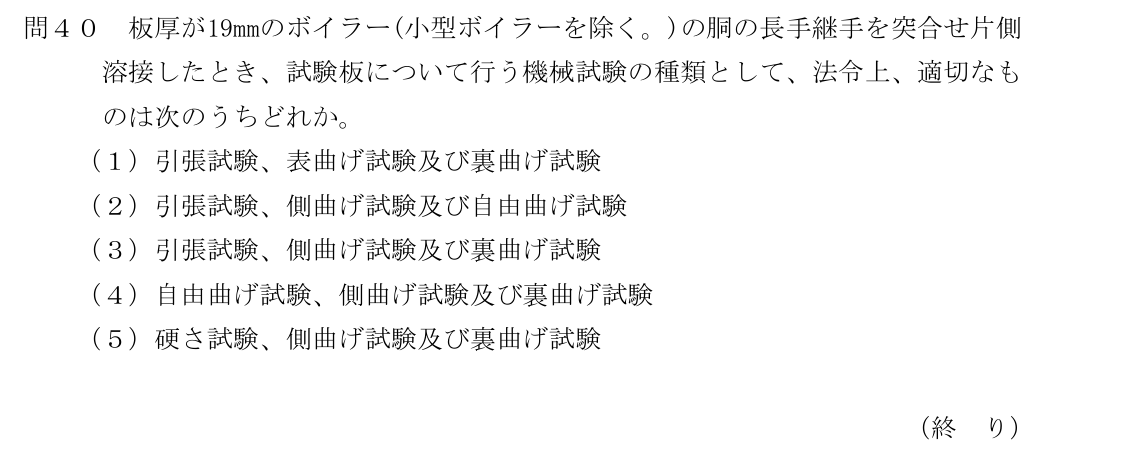 問４０　板厚が19㎜のボイラー(小型ボイラーを除く。)の胴の長手継手を突合せ片側
溶接したとき、試験板について行う機械試験の種類として、法令上、適切なも
のは次のうちどれか。
（１）引張試験、表曲げ試験及び裏曲げ試験
（２）引張試験、側曲げ試験及び自由曲げ試験
（３）引張試験、側曲げ試験及び裏曲げ試験
（４）自由曲げ試験、側曲げ試験及び裏曲げ試験
（５）硬さ試験、側曲げ試験及び裏曲げ試験
（終　り）